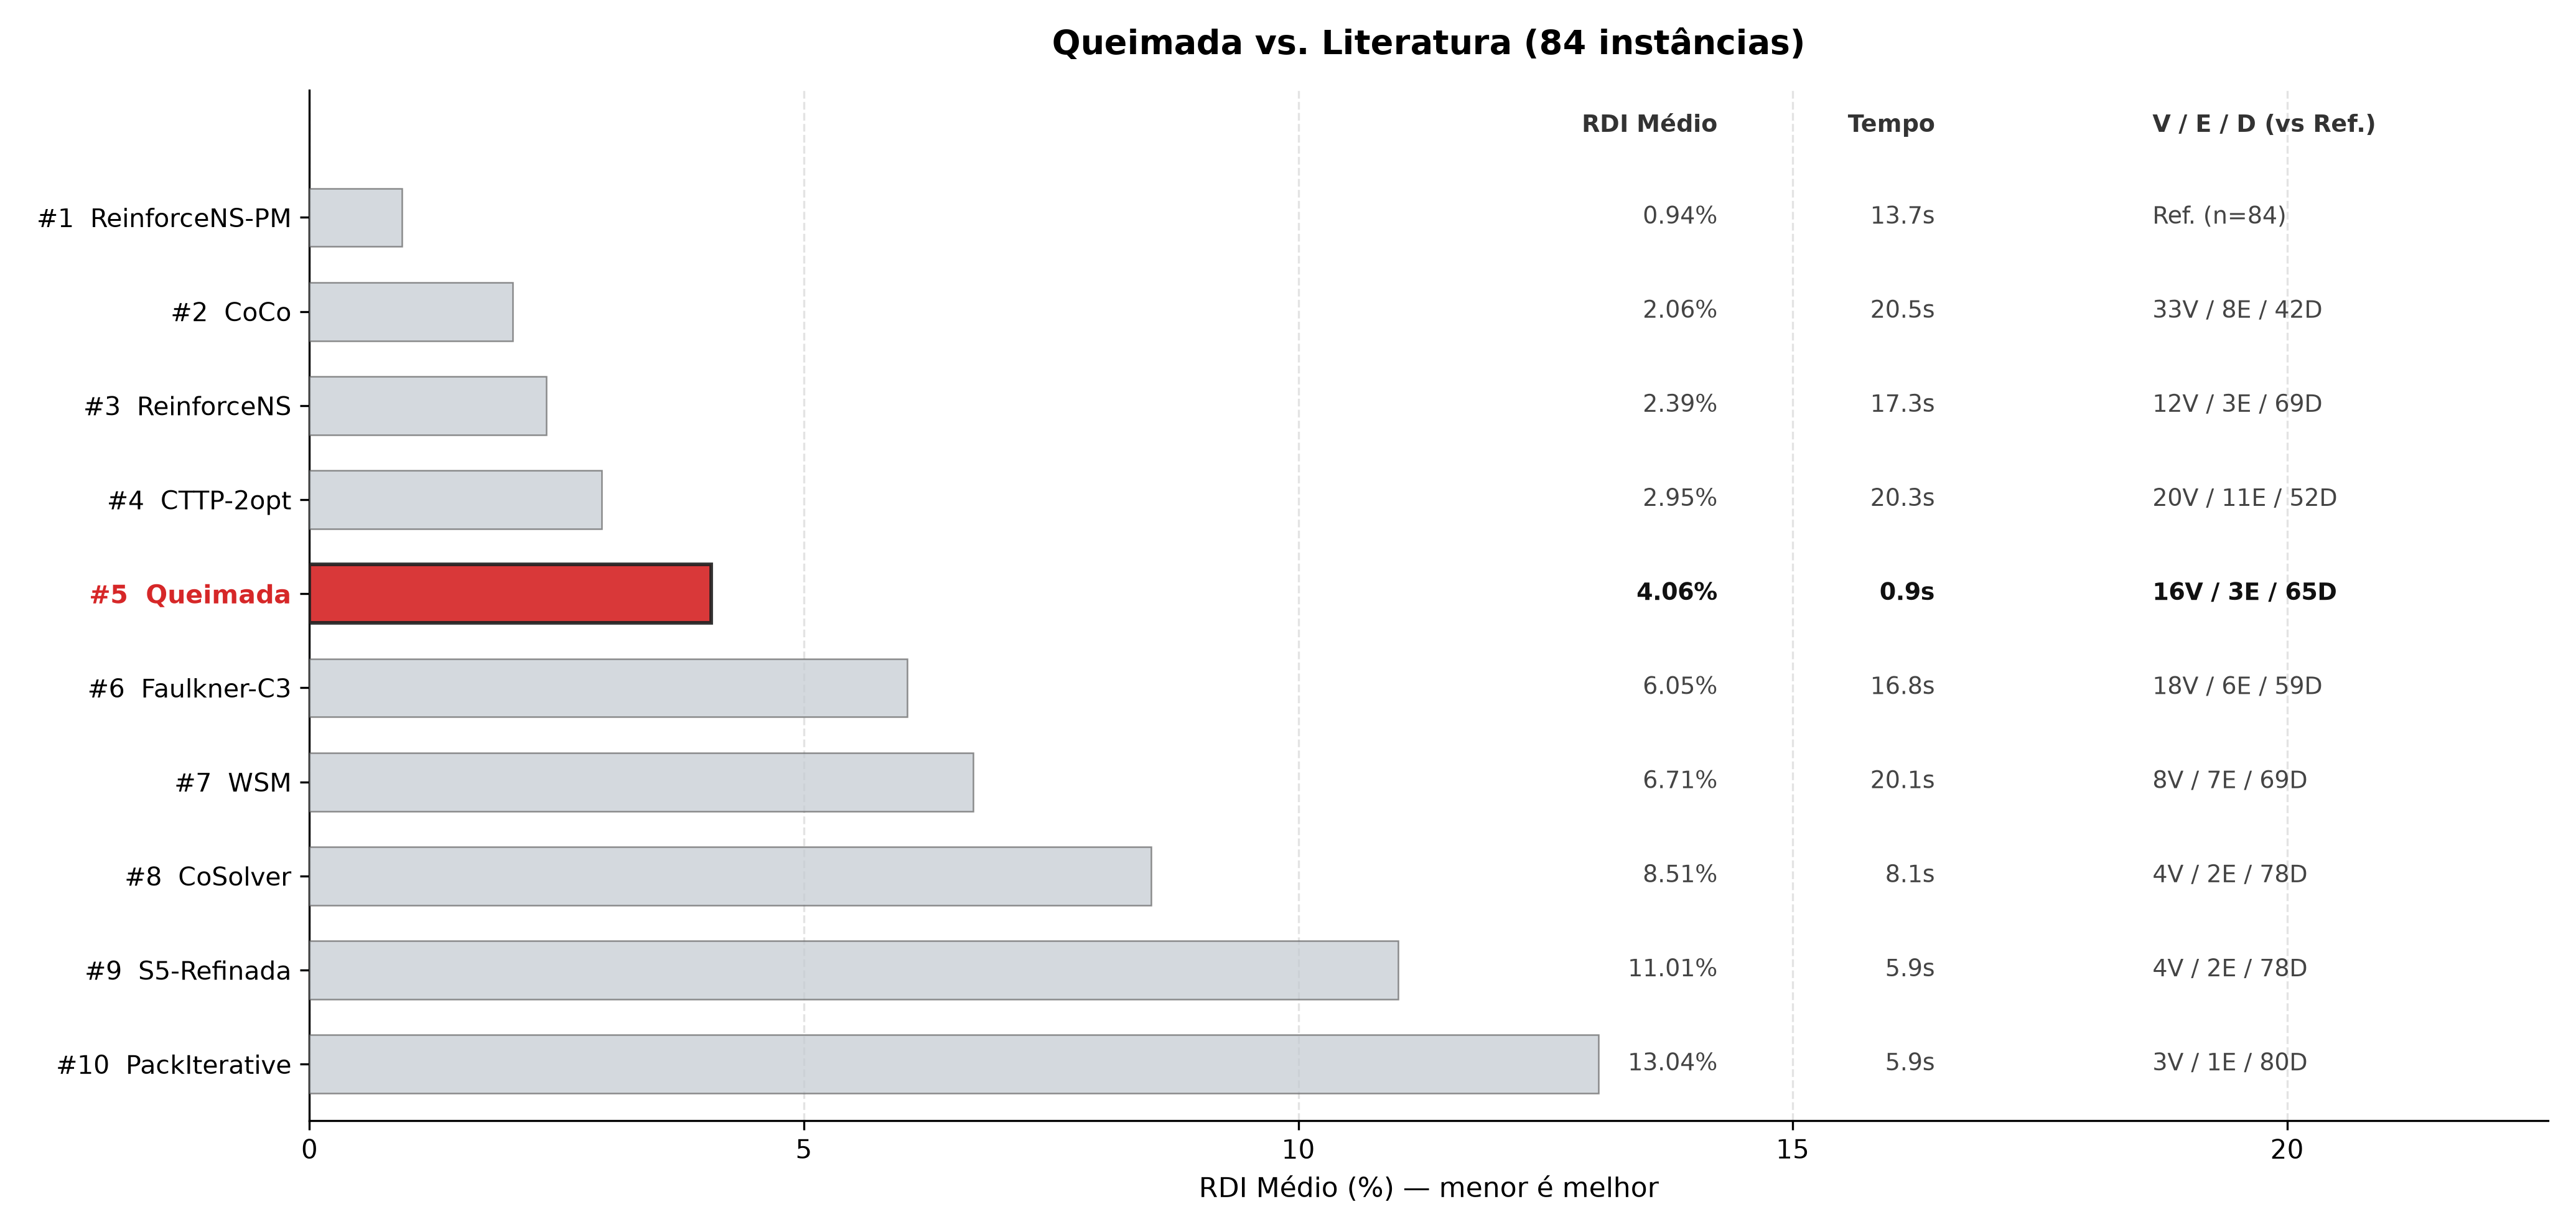 Queimada vs. Literatura (84 instâncias)
RDI Médio Tempo V / E / D (vs Ref.)
#1 ReinforceNS-PM 0.94% 13.7s Ref. (n=84)
#2 CoCo 2.06% 20.5s 33V / 8E / 42D
#3 ReinforceNS 2.39% 17.3s 12V / 3E / 69D
#4 CTTP-2opt 2.95% 20.3s 20V / 11E / 52D
#5 Queimada 4.06% 0.9s 16V / 3E / 65D
#6 Faulkner-C3 6.05% 16.8s 18V / 6E / 59D
#7 WSM 6.71% 20.1s 8V / 7E / 69D
#8 CoSolver 8.51% 8.1s 4V / 2E / 78D
#9 S5-Refinada 11.01% 5.9s 4V / 2E / 78D
#10 PackIterative 13.04% 5.9s 3V / 1E / 80D
0 5 10 15 20
RDI Médio (%) — menor é melhor